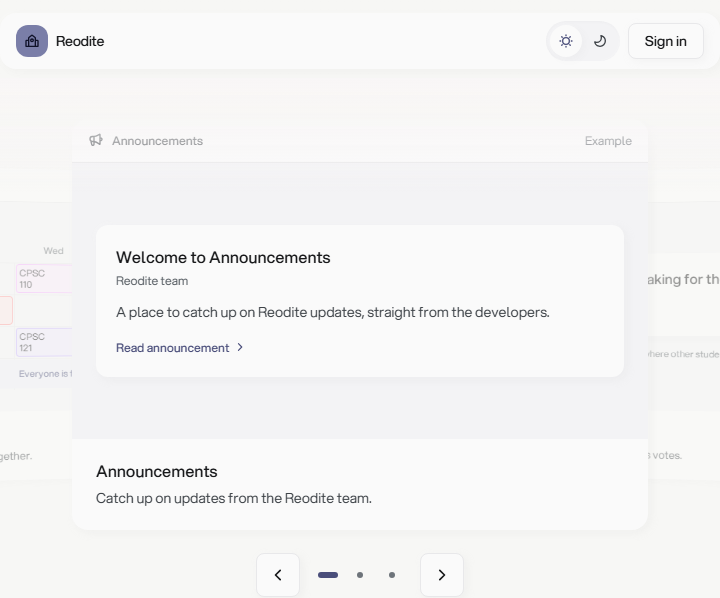 Reodite
Sign in
Announcements
Example
Wed
CPSC
110
CPSC
121
Everyone is
Welcome to Announcements
Reodite team
A place to catch up on Reodite updates, straight from the developers.
Read announcement
aking for th
where other stude
gether.
votes.
Announcements
Catch up on updates from the Reodite team.